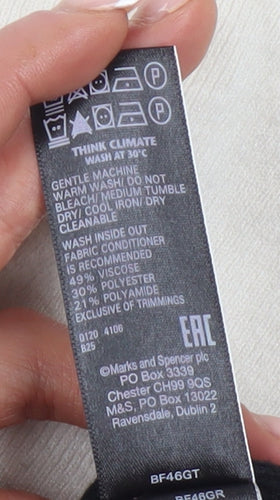 THINK CLIMATE
WASH AT 30°C
GENTLE MACHINE
WARM WASH/ DO NOT
BLEACH/ MEDIUM TUMBLE
DRY/ COOL IRON/ DRY
CLEANABLE
WASH INSIDE OUT
FABRIC CONDITIONER
IS RECOMMENDED
49% VISCOSE
30% POLYESTER
21% POLYAMIDE
EXCLUSIVE OF TRIMMINGS
Q120 4106
B25
EAC
©Marks and Spencer plc
PO Box 3339
Chester CH99 9QS
M&S, PO Box 13022
Ravensdale, Dublin 2
BF46GT
BF46GR